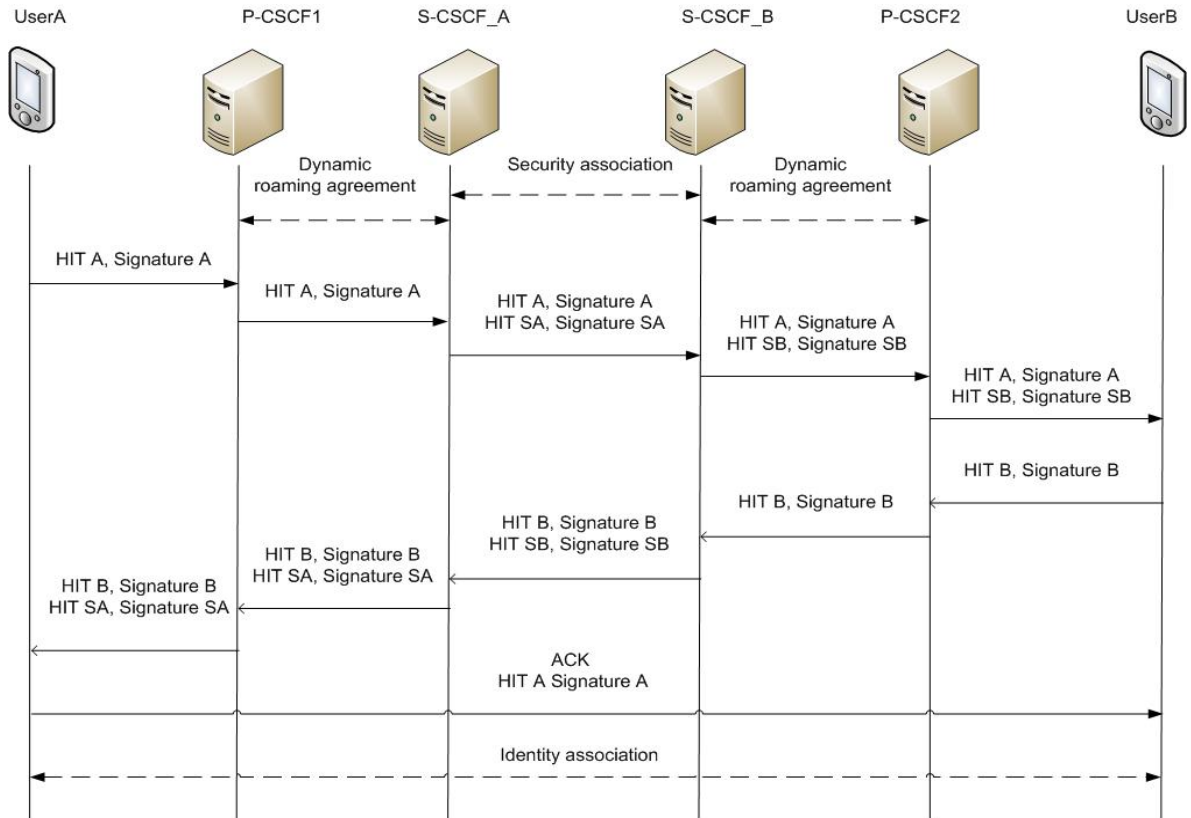 UserA
P-CSCF1
S-CSCF_A
S-CSCF_B
P-CSCF2
UserB
Dynamic
roaming agreement
Security association
Dynamic
roaming agreement
HIT A, Signature A
HIT A, Signature A
HIT A, Signature A
HIT SA, Signature SA
HIT A, Signature A
HIT SB, Signature SB
HIT A, Signature A
HIT SB, Signature SB
HIT B, Signature B
HIT B, Signature B
HIT B, Signature B
HIT SB, Signature SB
HIT B, Signature B
HIT SA, Signature SA
HIT B, Signature B
HIT SA, Signature SA
ACK
HIT A Signature A
Identity association